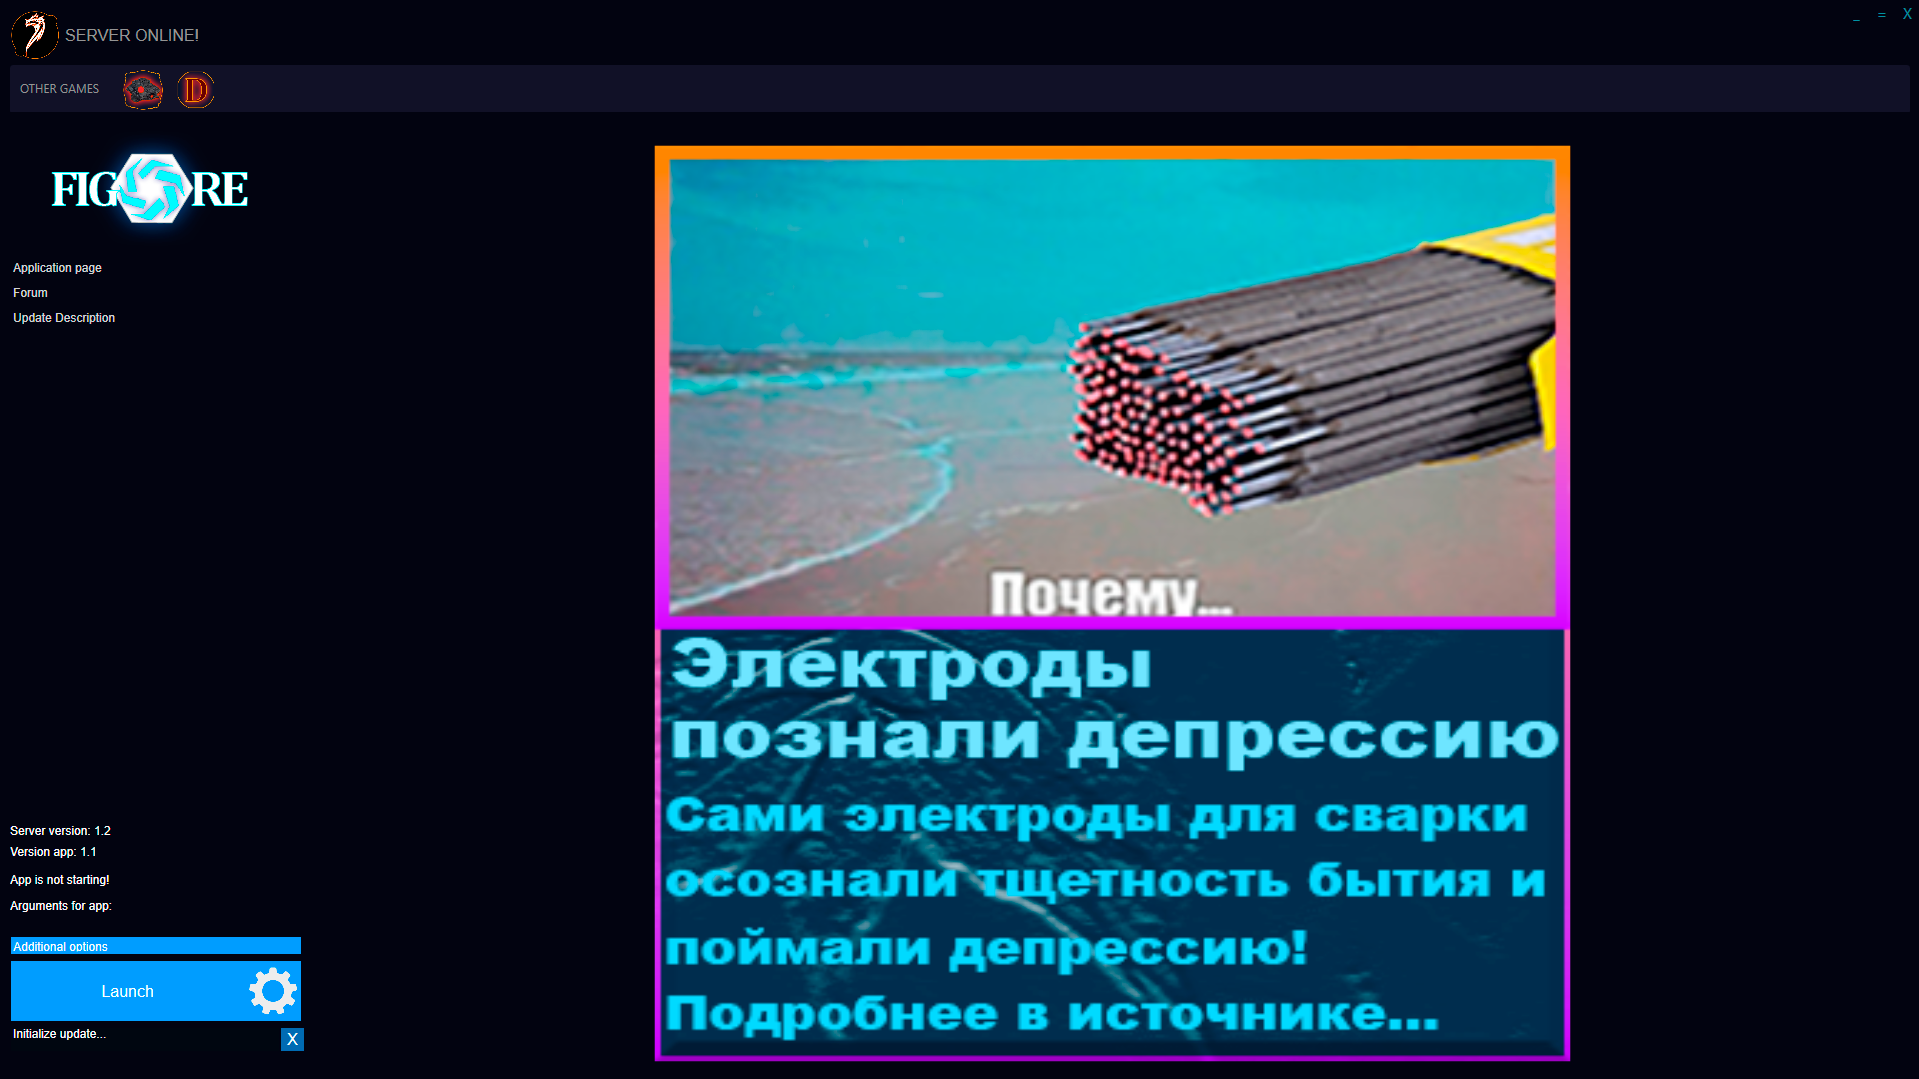 SERVER ONLINE!
_ = X
OTHER GAMES
D
FIGORE
Application page
Forum
Update Description
Почему...
Электроды
познали депрессию
Сами электроды для сварки
осознали тщетность бытия и
поймали депрессию!
Подробнее в источнике...
Server version: 1.2
Version app: 1.1
App is not starting!
Arguments for app:
Additional options
Launch
Initialize update...
X